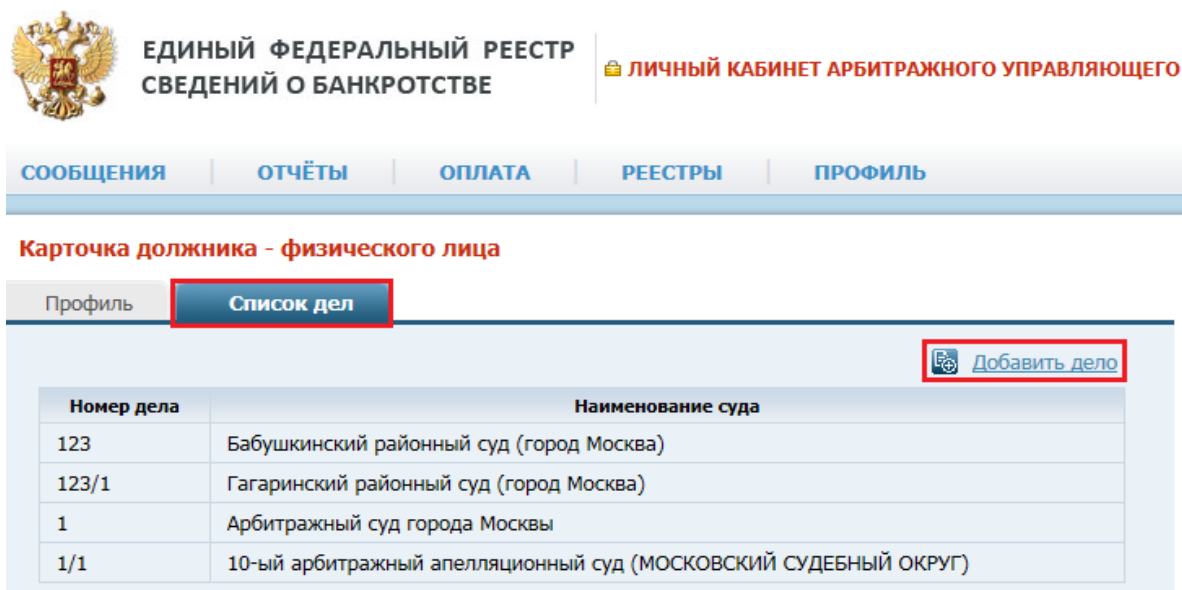 ЕДИНЫЙ ФЕДЕРАЛЬНЫЙ РЕЕСТР
СВЕДЕНИЙ О БАНКРОТСТВЕ
ЛИЧНЫЙ КАБИНЕТ АРБИТРАЖНОГО УПРАВЛЯЮЩЕГО
СООБЩЕНИЯ ОТЧЁТЫ ОПЛАТА РЕЕСТРЫ ПРОФИЛЬ
Карточка должника - физического лица
Профиль Список дел
Добавить дело
Номер дела Наименование суда
123 Бабушкинский районный суд (город Москва)
123/1 Гагаринский районный суд (город Москва)
1 Арбитражный суд города Москвы
1/1 10-ый арбитражный апелляционный суд (МОСКОВСКИЙ СУДЕБНЫЙ ОКРУГ)